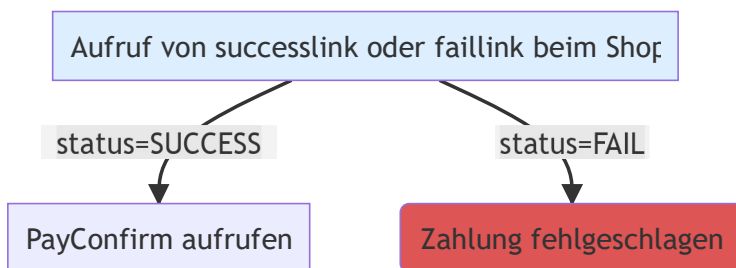 Aufruf von successlink oder faillink beim Shop
status=SUCCESS
status=FAIL
PayConfirm aufrufen
Zahlung fehlgeschlagen